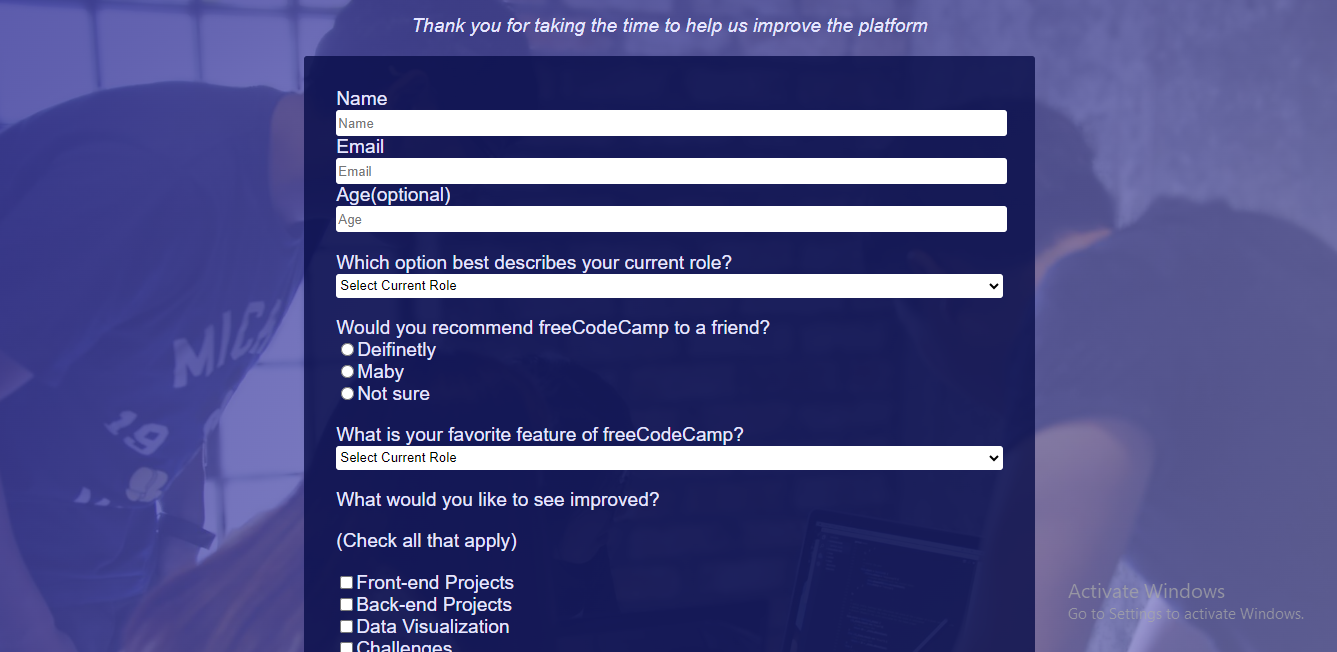 Thank you for taking the time to help us improve the platform
Name
Name
Email
Email
Age(optional)
Age
Which option best describes your current role?
Select Current Role
Would you recommend freeCodeCamp to a friend?
Deifinetly
Maby
Not sure
What is your favorite feature of freeCodeCamp?
Select Current Role
What would you like to see improved?
(Check all that apply)
Front-end Projects
Back-end Projects
Data Visualization
Challenges
MICH
19
Activate Windows
Go to Settings to activate Windows.